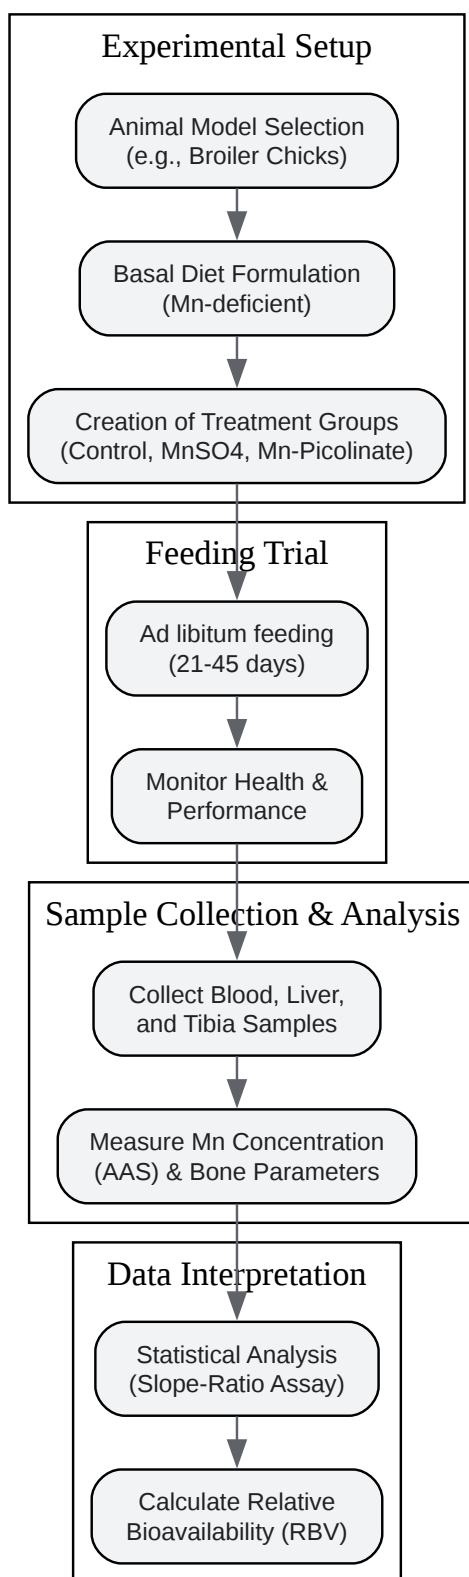 Experimental Setup
Animal Model Selection
(e.g., Broiler Chicks)
Basal Diet Formulation
(Mn-deficient)
Creation of Treatment Groups
(Control, MnSO4, Mn-Picolinate)
Feeding Trial
Ad libitum feeding
(21-45 days)
Monitor Health &
Performance
Sample Collection & Analysis
Collect Blood, Liver,
and Tibia Samples
Measure Mn Concentration
(AAS) & Bone Parameters
Data Interpretation
Statistical Analysis
(Slope-Ratio Assay)
Calculate Relative
Bioavailability (RBV)